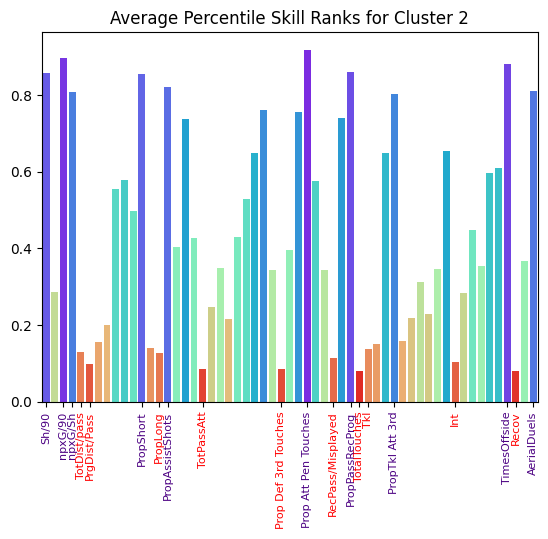 Average Percentile Skill Ranks for Cluster 2
0.8
0.6
0.4
0.2
0.0
Sh/90
npxG/90
npxG/Sh
TotDist/pass
PrgDist/Pass
PropShort
PropLong
PropAssistShots
TotPassAtt
Prop Def 3rd Touches
Prop Att Pen Touches
RecPass/Misplayed
PropPassRecProg
TotalTouches
Tkl
PropTkl Att 3rd
Int
TimesOffside
Recov
AerialDuels